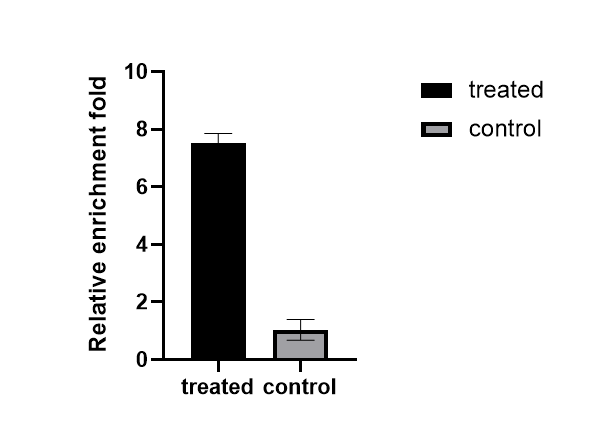 Relative enrichment fold
10
8
6
4
2
0
treated control
treated
control